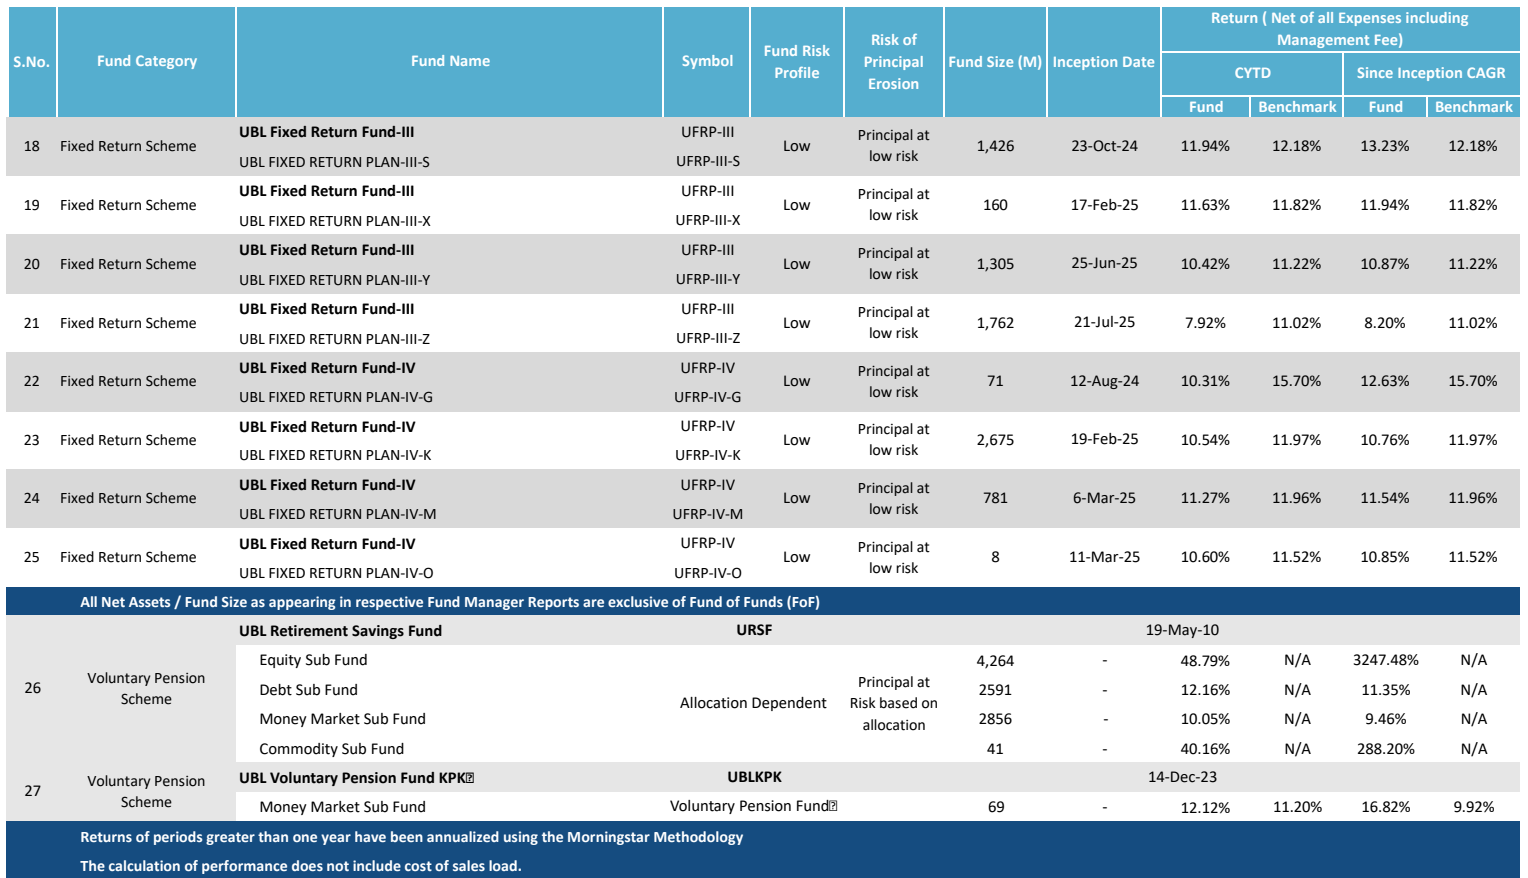 S.No. Fund Category Fund Name Symbol Fund Risk Profile Risk of Principal Erosion Fund Size (M) Inception Date Return ( Net of all Expenses including Management Fee)
CYTD Since Inception CAGR
Fund Benchmark Fund Benchmark
18 Fixed Return Scheme UBL Fixed Return Fund-III UFRP-III Low Principal at low risk 1,426 23-Oct-24 11.94% 12.18% 13.23% 12.18%
UBL FIXED RETURN PLAN-III-S UFRP-III-S
19 Fixed Return Scheme UBL Fixed Return Fund-III UFRP-III Low Principal at low risk 160 17-Feb-25 11.63% 11.82% 11.94% 11.82%
UBL FIXED RETURN PLAN-III-X UFRP-III-X
20 Fixed Return Scheme UBL Fixed Return Fund-III UFRP-III Low Principal at low risk 1,305 25-Jun-25 10.42% 11.22% 10.87% 11.22%
UBL FIXED RETURN PLAN-III-Y UFRP-III-Y
21 Fixed Return Scheme UBL Fixed Return Fund-III UFRP-III Low Principal at low risk 1,762 21-Jul-25 7.92% 11.02% 8.20% 11.02%
UBL FIXED RETURN PLAN-III-Z UFRP-III-Z
22 Fixed Return Scheme UBL Fixed Return Fund-IV UFRP-IV Low Principal at low risk 71 12-Aug-24 10.31% 15.70% 12.63% 15.70%
UBL FIXED RETURN PLAN-IV-G UFRP-IV-G
23 Fixed Return Scheme UBL Fixed Return Fund-IV UFRP-IV Low Principal at low risk 2,675 19-Feb-25 10.54% 11.97% 10.76% 11.97%
UBL FIXED RETURN PLAN-IV-K UFRP-IV-K
24 Fixed Return Scheme UBL Fixed Return Fund-IV UFRP-IV Low Principal at low risk 781 6-Mar-25 11.27% 11.96% 11.54% 11.96%
UBL FIXED RETURN PLAN-IV-M UFRP-IV-M
25 Fixed Return Scheme UBL Fixed Return Fund-IV UFRP-IV Low Principal at low risk 8 11-Mar-25 10.60% 11.52% 10.85% 11.52%
UBL FIXED RETURN PLAN-IV-O UFRP-IV-O
All Net Assets / Fund Size as appearing in respective Fund Manager Reports are exclusive of Fund of Funds (FoF)
26 Voluntary Pension Scheme UBL Retirement Savings Fund URSF 19-May-10
Allocation Dependent Principal at Risk based on allocation
Equity Sub Fund 4,264 - 48.79% N/A 3247.48% N/A
Debt Sub Fund 2591 - 12.16% N/A 11.35% N/A
Money Market Sub Fund 2856 - 10.05% N/A 9.46% N/A
Commodity Sub Fund 41 - 40.16% N/A 288.20% N/A
27 Voluntary Pension Scheme UBL Voluntary Pension Fund KPK UBLKPK 14-Dec-23
Money Market Sub Fund Voluntary Pension Fund 69 - 12.12% 11.20% 16.82% 9.92%
Returns of periods greater than one year have been annualized using the Morningstar Methodology
The calculation of performance does not include cost of sales load.